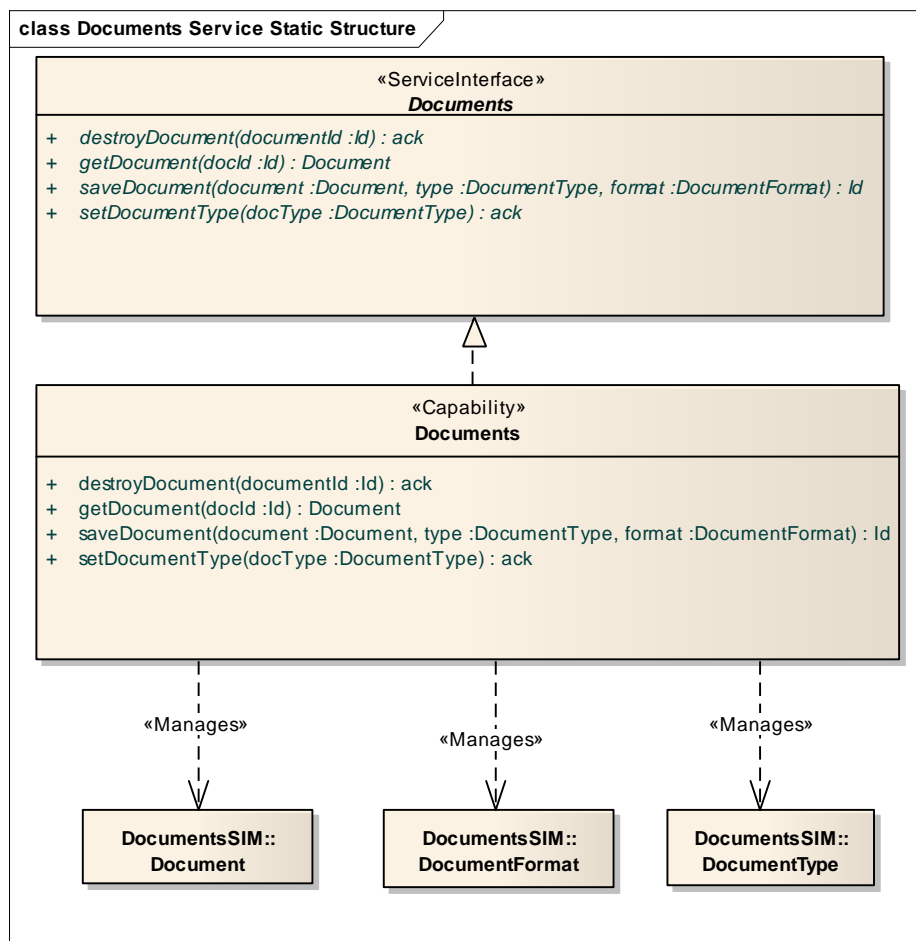 class Documents Service Static Structure
«ServiceInterface»
Documents
+ destroyDocument(documentId :Id) : ack
+ getDocument(docId :Id) : Document
+ saveDocument(document :Document, type :DocumentType, format :DocumentFormat) : Id
+ setDocumentType(docType :DocumentType) : ack
«Capability»
Documents
+ destroyDocument(documentId :Id) : ack
+ getDocument(docId :Id) : Document
+ saveDocument(document :Document, type :DocumentType, format :DocumentFormat) : Id
+ setDocumentType(docType :DocumentType) : ack
«Manages»
«Manages»
«Manages»
DocumentsSIM::
Document
DocumentsSIM::
DocumentFormat
DocumentsSIM::
DocumentType